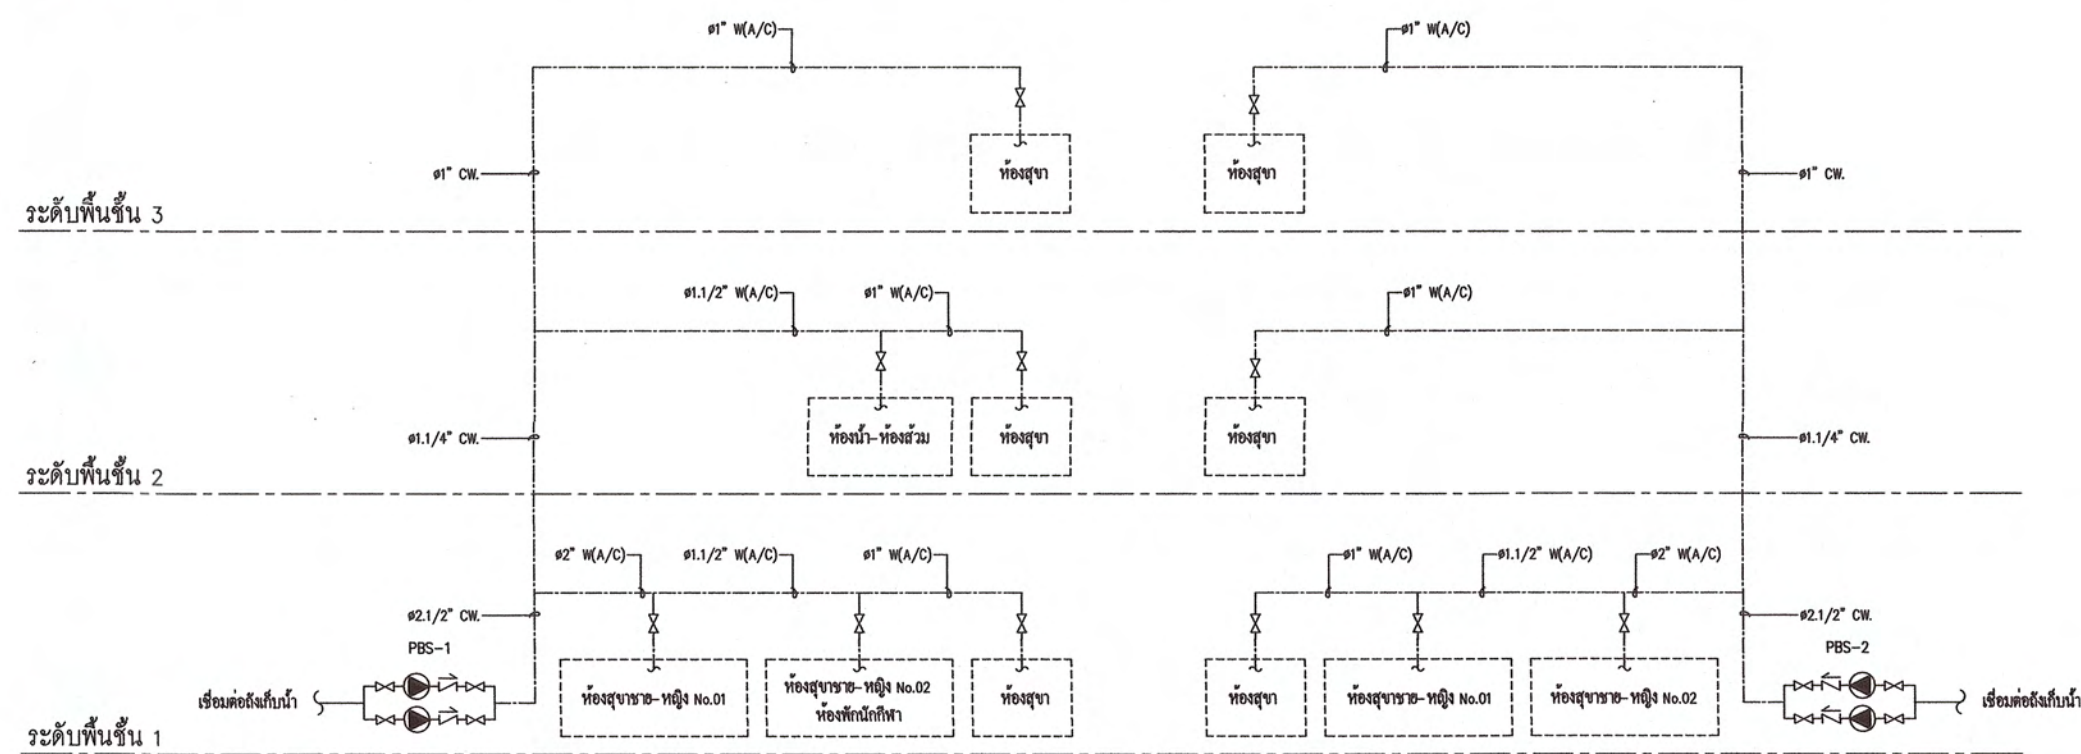 ø1" W(A/C)
ø1" W(A/C)
ø1" CW.
ห้องสุขา
ห้องสุขา
ø1" CW.
ระดับพื้นชั้น 3
ø1.1/2" W(A/C)
ø1" W(A/C)
ø1" W(A/C)
ø1.1/4" CW.
ห้องน้ำ-ห้องส้วม
ห้องสุขา
ห้องสุขา
ø1.1/4" CW.
ระดับพื้นชั้น 2
ø2" W(A/C)
ø1.1/2" W(A/C)
ø1" W(A/C)
ø1" W(A/C)
ø1.1/2" W(A/C)
ø2" W(A/C)
ø2.1/2" CW.
ø2.1/2" CW.
PBS-1
PBS-2
เชื่อมต่อถังเก็บน้ำ
ห้องสุขาชาย-หญิง No.01
ห้องสุขาชาย-หญิง No.02
ห้องพักนักกีฬา
ห้องสุขา
ห้องสุขา
ห้องสุขาชาย-หญิง No.01
ห้องสุขาชาย-หญิง No.02
เชื่อมต่อถังเก็บน้ำ
ระดับพื้นชั้น 1